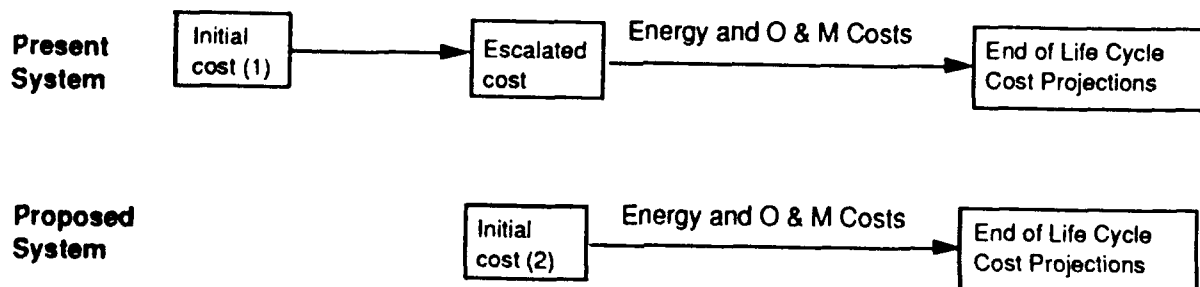 Present
System
Initial
cost (1)
Escalated
cost
Energy and O & M Costs
End of Life Cycle
Cost Projections
Proposed
System
Initial
cost (2)
Energy and O & M Costs
End of Life Cycle
Cost Projections